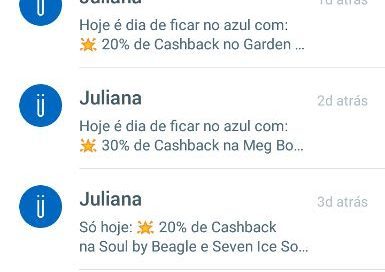 Juliana
1d atrás
Hoje é dia de ficar no azul com:
🌟 20% de Cashback no Garden ...
Juliana
2d atrás
Hoje é dia de ficar no azul com:
🌟 30% de Cashback na Meg Bo...
Juliana
3d atrás
Só hoje: 🌟 20% de Cashback
na Soul by Beagle e Seven Ice So...